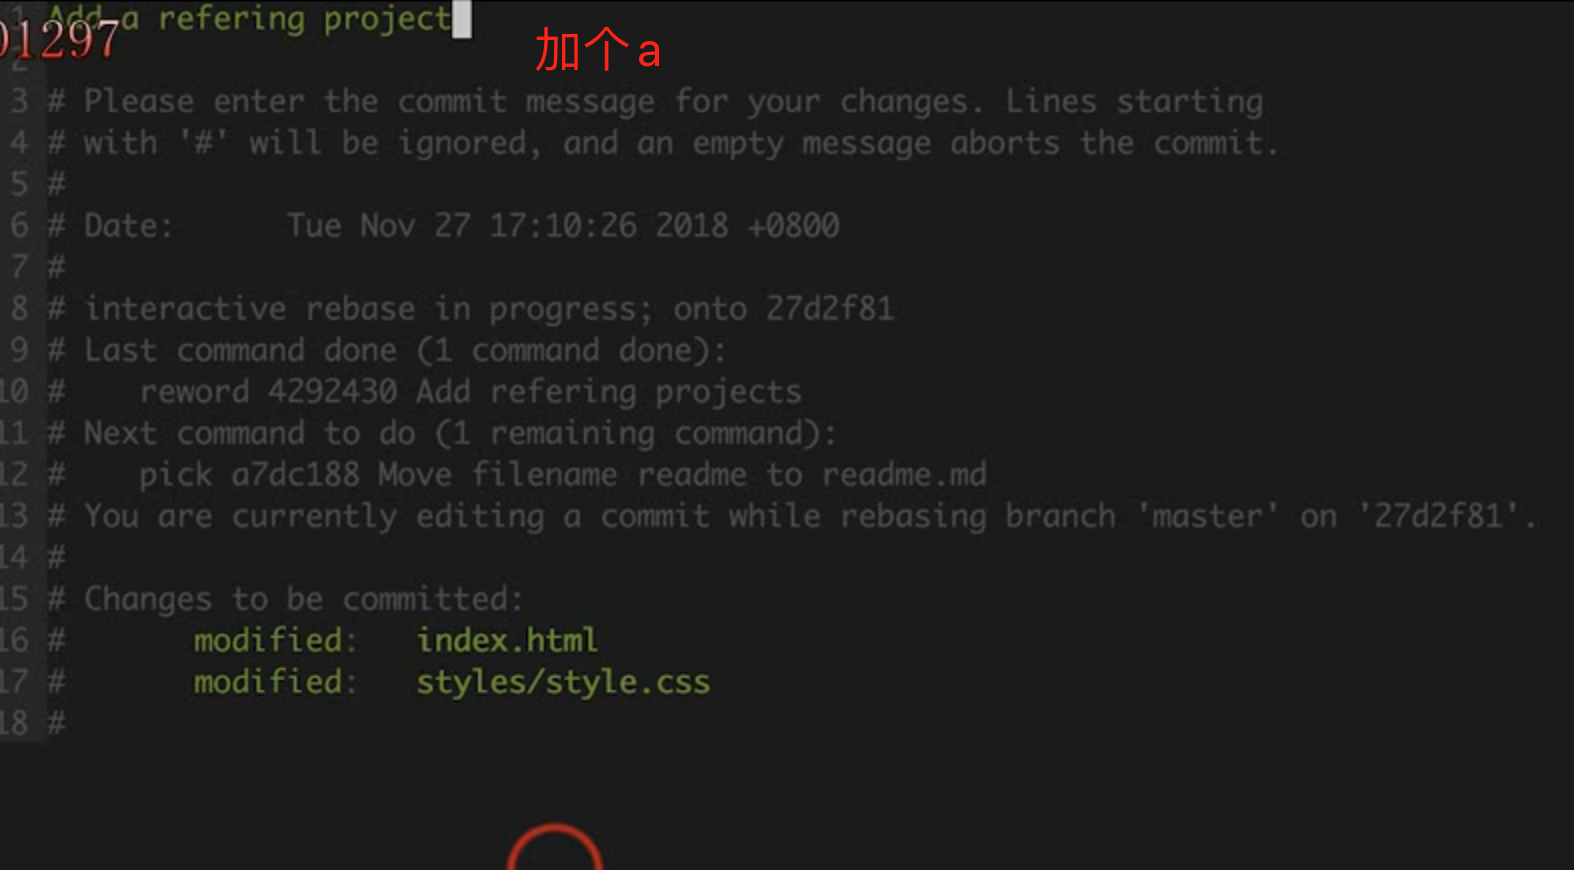 1 Add a refering project
01297
加个a
2
3 # Please enter the commit message for your changes. Lines starting
4 # with '#' will be ignored, and an empty message aborts the commit.
5 #
6 # Date:      Tue Nov 27 17:10:26 2018 +0800
7 #
8 # interactive rebase in progress; onto 27d2f81
9 # Last command done (1 command done):
10 #    reword 4292430 Add refering projects
11 # Next command to do (1 remaining command):
12 #    pick a7dc188 Move filename readme to readme.md
13 # You are currently editing a commit while rebasing branch 'master' on '27d2f81'.
14 #
15 # Changes to be committed:
16 #       modified:   index.html
17 #       modified:   styles/style.css
18 #